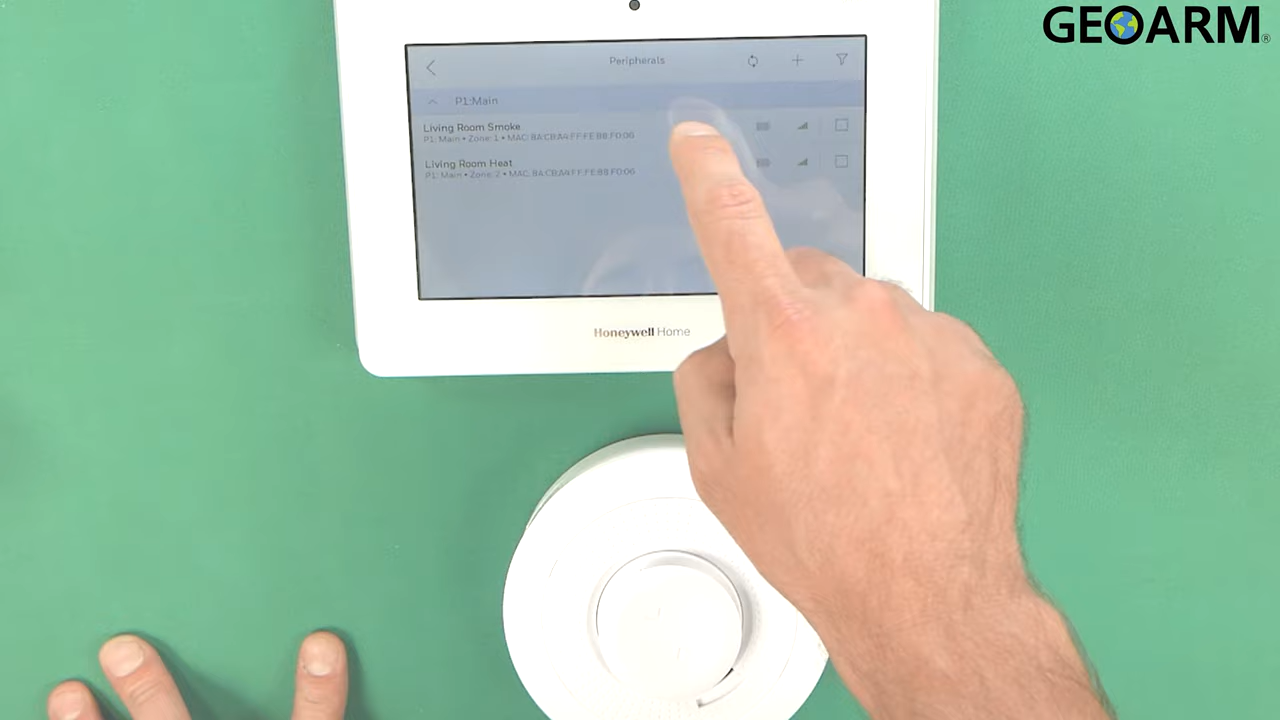 GEOARM®
Peripherals
P1:Main
Living Room Smoke
P1: Main • Zone: 1 • MAC: 8A:CB:A4:FF:FE:B8:F0:06
Living Room Heat
P1: Main • Zone: 2 • MAC: 8A:CB:A4:FF:FE:B8:F0:06
Honeywell Home